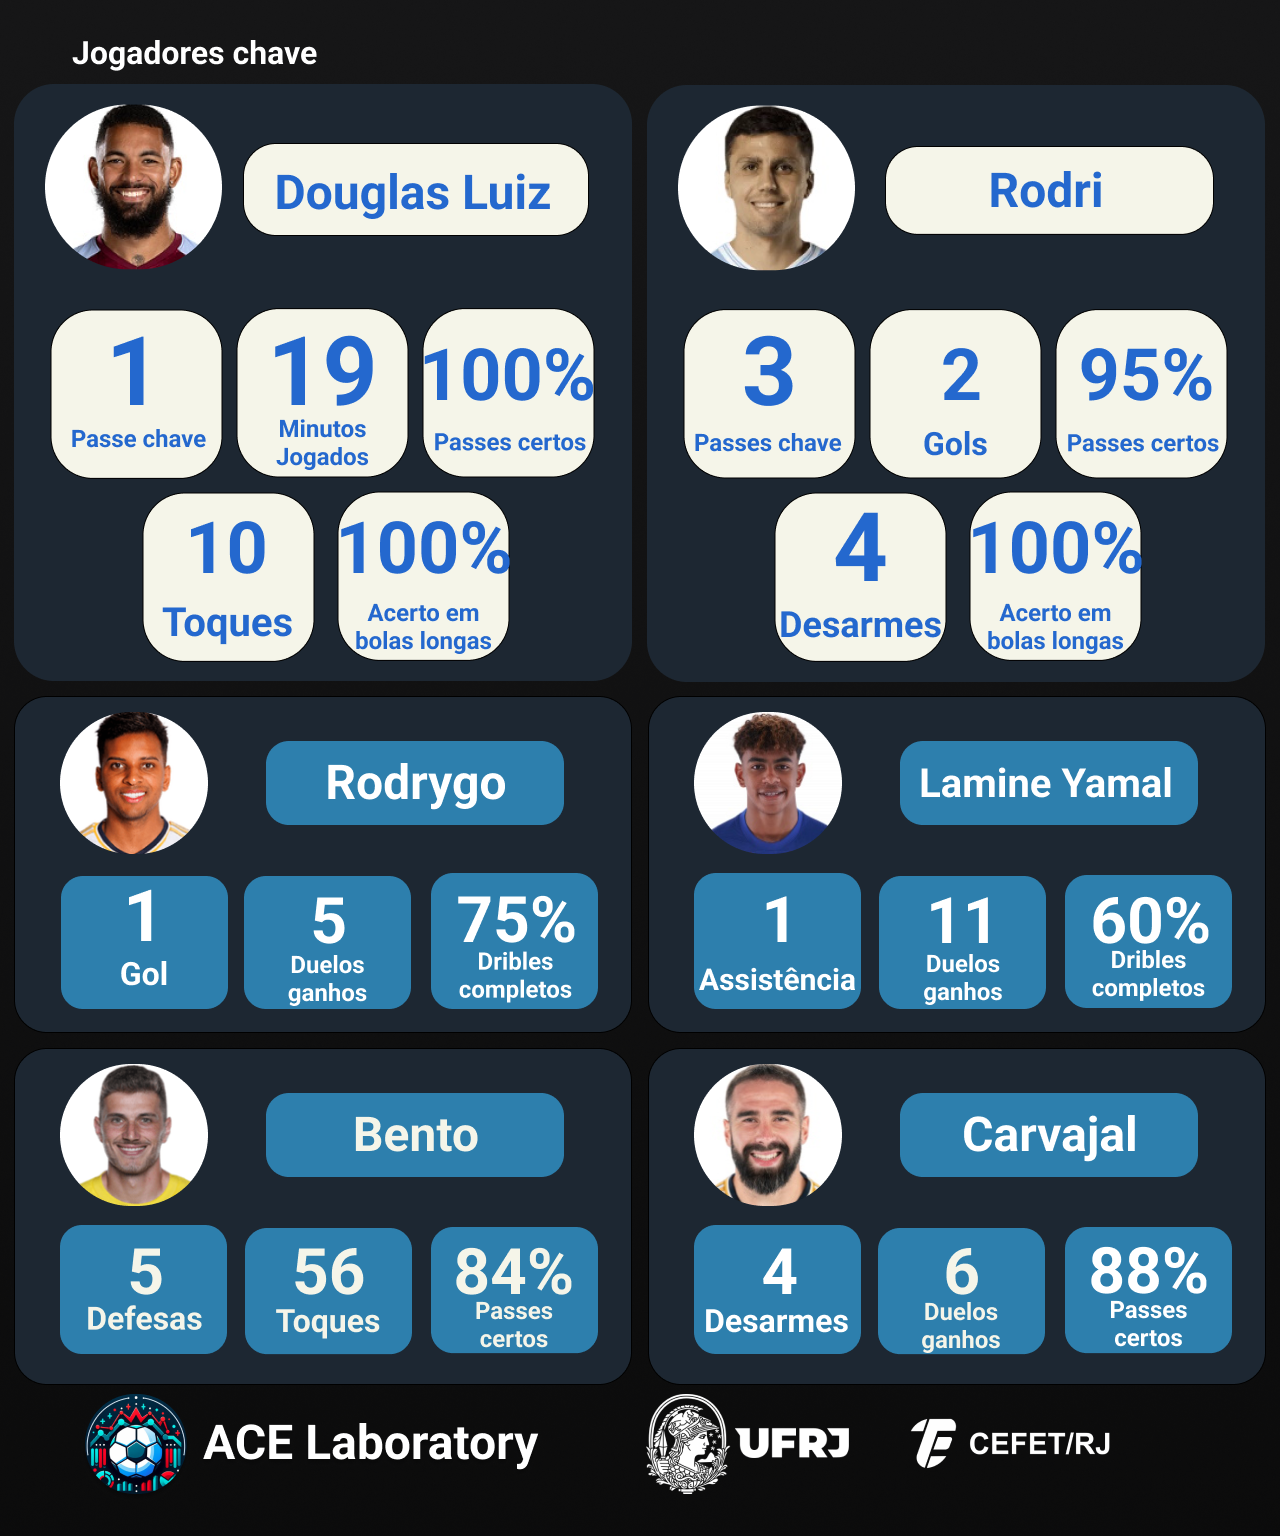 Jogadores chave
Douglas Luiz
1
Passe chave
19
Minutos
Jogados
100%
Passes certos
10
Toques
100%
Acerto em
bolas longas
Rodri
3
Passes chave
2
Gols
95%
Passes certos
4
Desarmes
100%
Acerto em
bolas longas
Rodrygo
1
Gol
5
Duelos
ganhos
75%
Dribles
completos
Lamine Yamal
1
Assistência
11
Duelos
ganhos
60%
Dribles
completos
Bento
5
Defesas
56
Toques
84%
Passes
certos
Carvajal
4
Desarmes
6
Duelos
ganhos
88%
Passes
certos
ACE Laboratory
UFRJ
CEFET/RJ